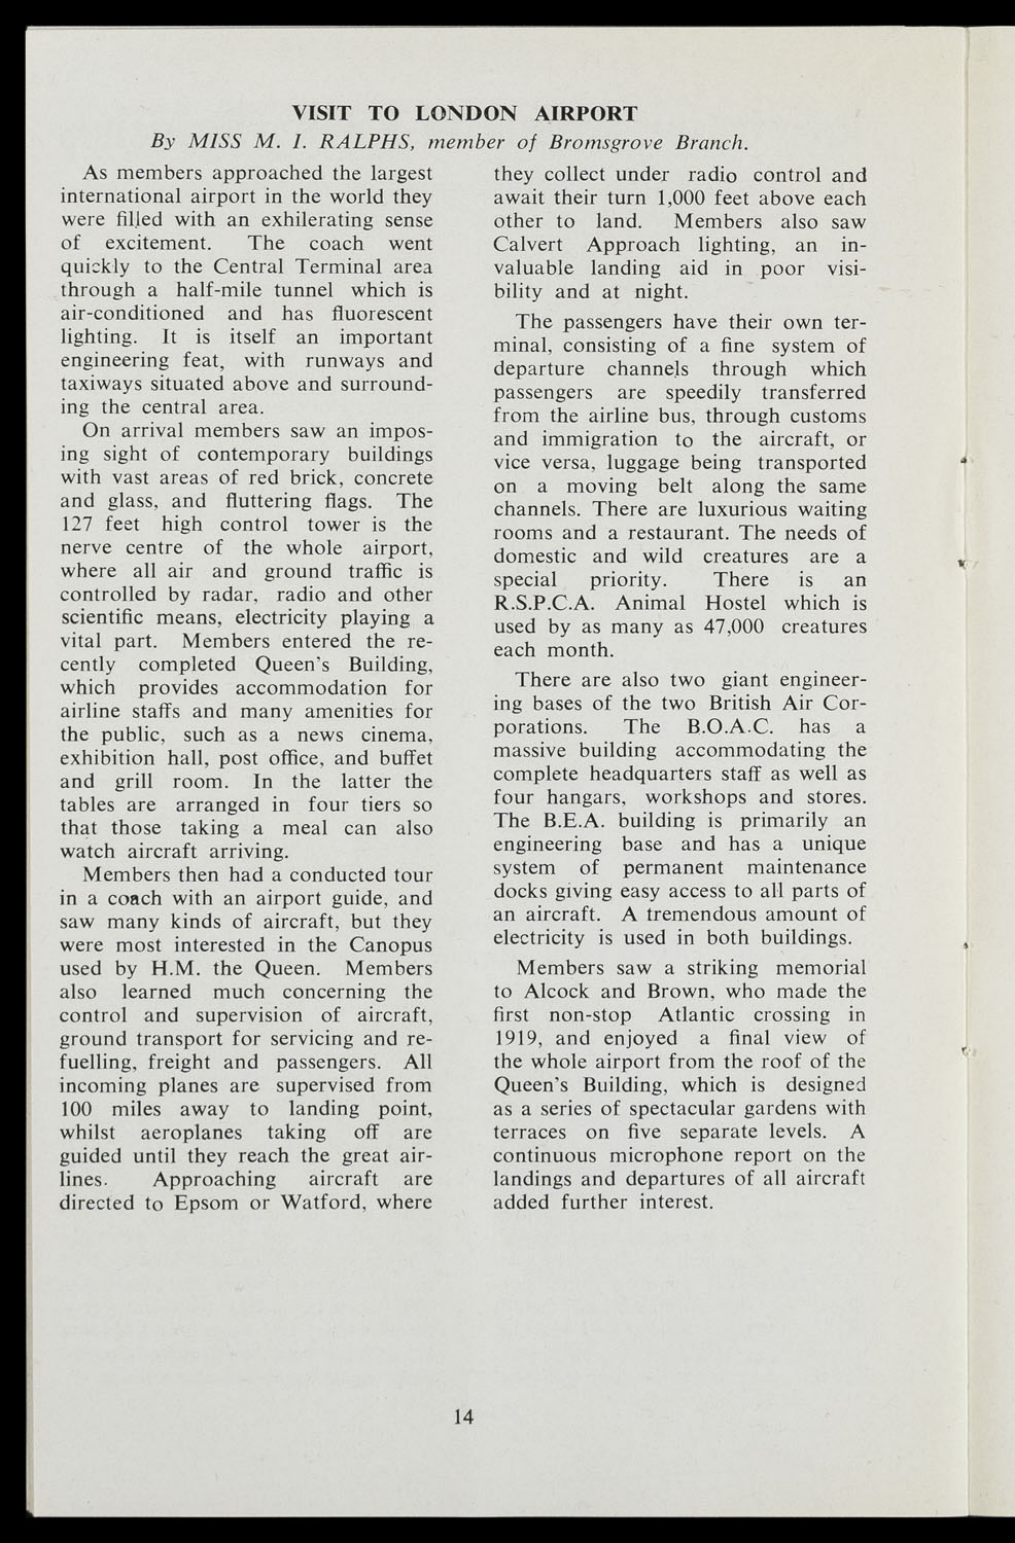 VISIT TO LONDON AIRPORT
By MISS M. I. RALPHS, member of Bromsgrove Branch.
As members approached the largest
international airport in the world they
were filled with an exhilerating sense
of excitement. The coach went
quickly to the Central Terminal area
through a half-mile tunnel which is
air-conditioned and has fluorescent
lighting. It is itself an important
engineering feat, with runways and
taxiways situated above and surround-
ing the central area.
On arrival members saw an impos-
ing sight of contemporary buildings
with vast areas of red brick, concrete
and glass, and fluttering flags. The
127 feet high control tower is the
nerve centre of the whole airport,
where all air and ground traffic is
controlled by radar, radio and other
scientific means, electricity playing a
vital part. Members entered the re-
cently completed Queen's Building,
which provides accommodation for
airline staffs and many amenities for
the public, such as a news cinema,
exhibition hall, post office, and buffet
and grill room. In the latter the
tables are arranged in four tiers so
that those taking a meal can also
watch aircraft arriving.
Members then had a conducted tour
in a coach with an airport guide, and
saw many kinds of aircraft, but they
were most interested in the Canopus
used by H.M. the Queen. Members
also learned much concerning the
control and supervision of aircraft,
ground transport for servicing and re-
fuelling, freight and passengers. All
incoming planes are supervised from
100 miles away to landing point,
whilst aeroplanes taking off are
guided until they reach the great air-
lines. Approaching aircraft are
directed to Epsom or Watford, where
they collect under radio control and
await their turn 1,000 feet above each
other to land. Members also saw
Calvert Approach lighting, an in-
valuable landing aid in poor visi-
bility and at night.
The passengers have their own ter-
minal, consisting of a fine system of
departure channels through which
passengers are speedily transferred
from the airline bus, through customs
and immigration to the aircraft, or
vice versa, luggage being transported
on a moving belt along the same
channels. There are luxurious waiting
rooms and a restaurant. The needs of
domestic and wild creatures are a
special priority. There is an
R.S.P.C.A. Animal Hostel which is
used by as many as 47,000 creatures
each month.
There are also two giant engineer-
ing bases of the two British Air Cor-
porations. The B.O.A.C. has a
massive building accommodating the
complete headquarters staff as well as
four hangars, workshops and stores.
The B.E.A. building is primarily an
engineering base and has a unique
system of permanent maintenance
docks giving easy access to all parts of
an aircraft. A tremendous amount of
electricity is used in both buildings.
Members saw a striking memorial
to Alcock and Brown, who made the
first non-stop Atlantic crossing in
1919, and enjoyed a final view of
the whole airport from the roof of the
Queen's Building, which is designed
as a series of spectacular gardens with
terraces on five separate levels. A
continuous microphone report on the
landings and departures of all aircraft
added further interest.
14